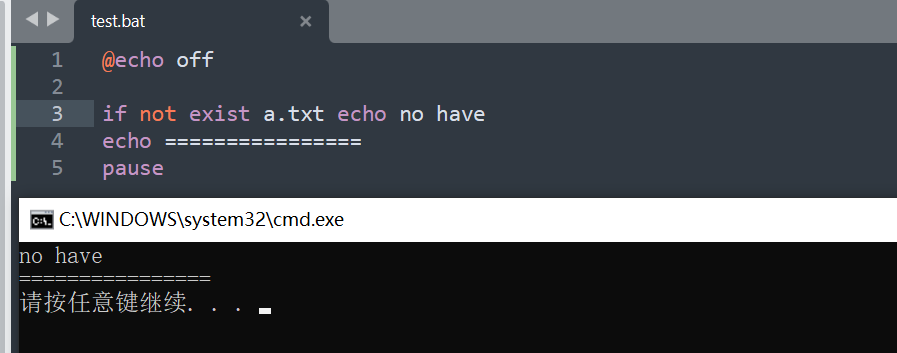 test.bat
1 @echo off
2
3 if not exist a.txt echo no have
4 echo ================
5 pause
C:\WINDOWS\system32\cmd.exe
no have
================
请按任意键继续. . .